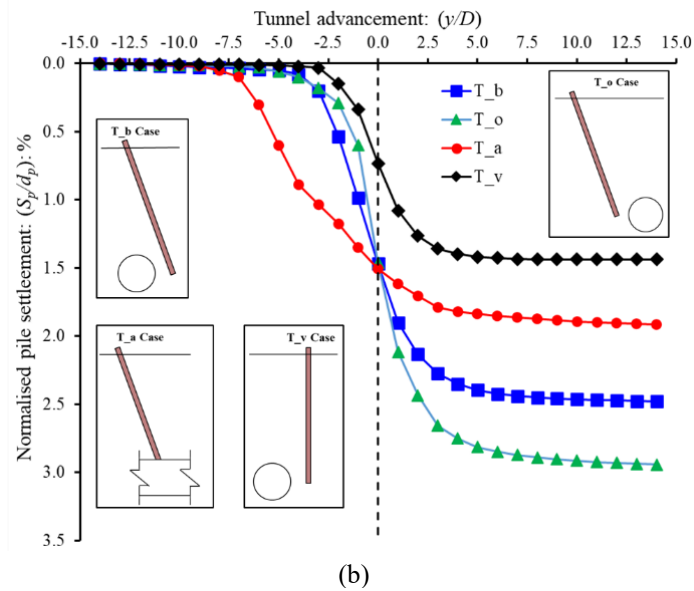 Tunnel advancement: (y/D)
-15.0 -12.5 -10.0 -7.5 -5.0 -2.5 0.0 2.5 5.0 7.5 10.0 12.5 15.0
Normalised pile settleement: (Sp/dp): %
0.0
0.5
1.0
1.5
2.0
2.5
3.0
3.5
T_b
T_o
T_a
T_v
T_o Case
T_b Case
T_a Case
T_v Case
(b)